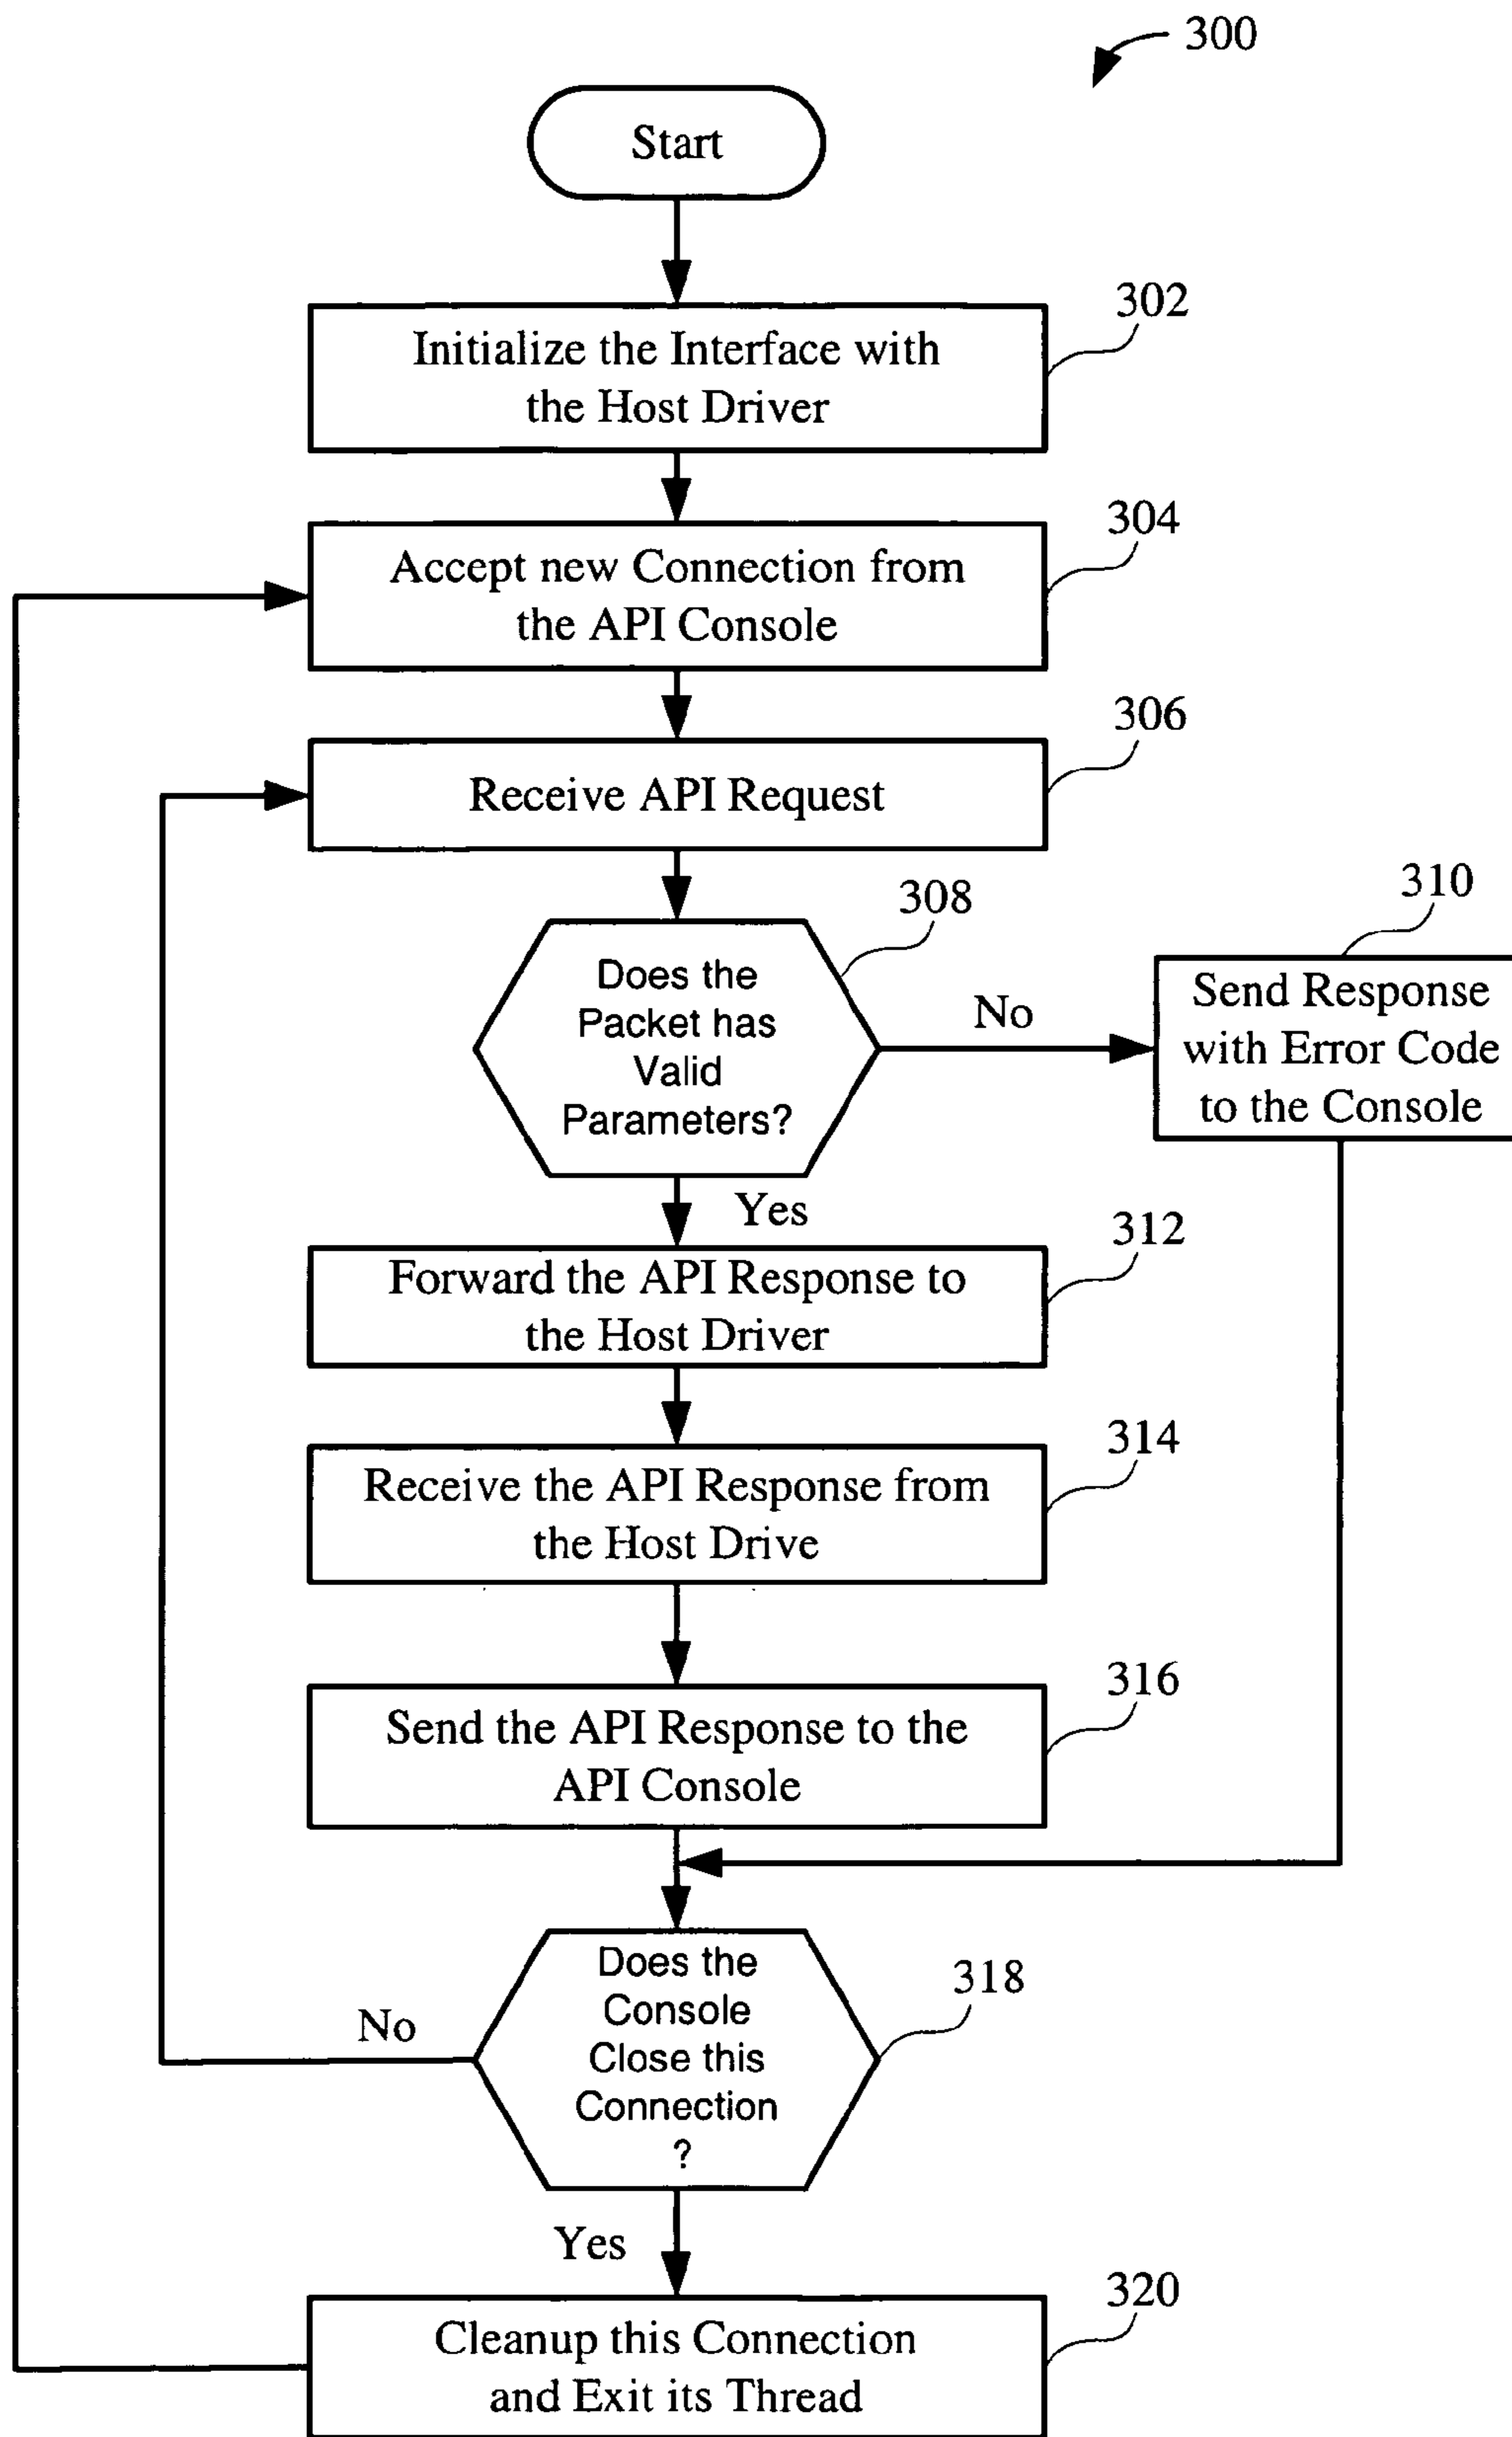 300
Start
302
Initialize the Interface with
the Host Driver
304
Accept new Connection from
the API Console
306
Receive API Request
308
Does the
Packet has
Valid
Parameters?
No
310
Send Response
with Error Code
to the Console
Yes
312
Forward the API Response to
the Host Driver
314
Receive the API Response from
the Host Drive
316
Send the API Response to the
API Console
318
Does the
Console
Close this
Connection
?
No
Yes
320
Cleanup this Connection
and Exit its Thread